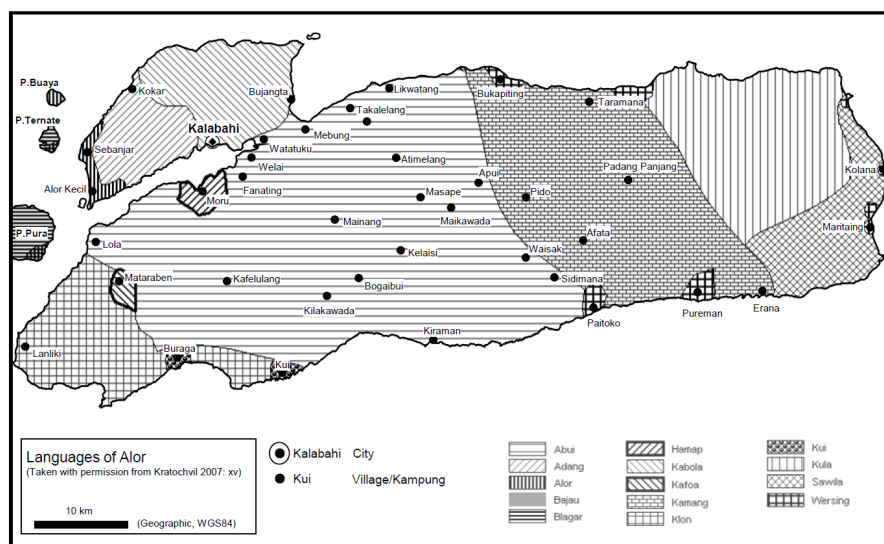 P.Buaya
Kokar
Bujangta
Likwatang
Bukapiting
Takalelang
Taramana
P.Ternate
Kalabahi
Mebung
Sebanjar
Watatuku
Atimelang
Welai
Padang Panjang
Kolana
Apui
Alor Kecil
Fanating
Moru
Masape
Pido
Maikawada
Mainang
Maritaing
P.Pura
Lola
Afata
Kelaisi
Waisak
Mataraben
Kafelulang
Bogaibui
Sidimana
Kilakawada
Pureman
Erana
Paitoko
Kiraman
Lanliki
Buraga
Kui
Languages of Alor
(Taken with permission from Kratochvil 2007: xv)
10 km
(Geographic, WGS84)
Kalabahi City
Kui Village/Kampung
Abui
Adang
Alor
Bajau
Blagar
Hamap
Kabola
Kafoa
Kamang
Klon
Kui
Kula
Sawila
Wersing